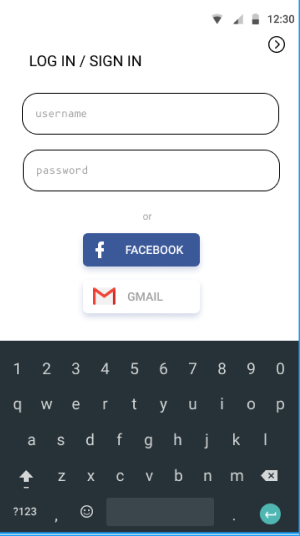 12:30
LOG IN / SIGN IN
username
password
or
f FACEBOOK
GMAIL
1 2 3 4 5 6 7 8 9 0
q w e r t y u i o p
a s d f g h j k l
z x c v b n m
?123 , .